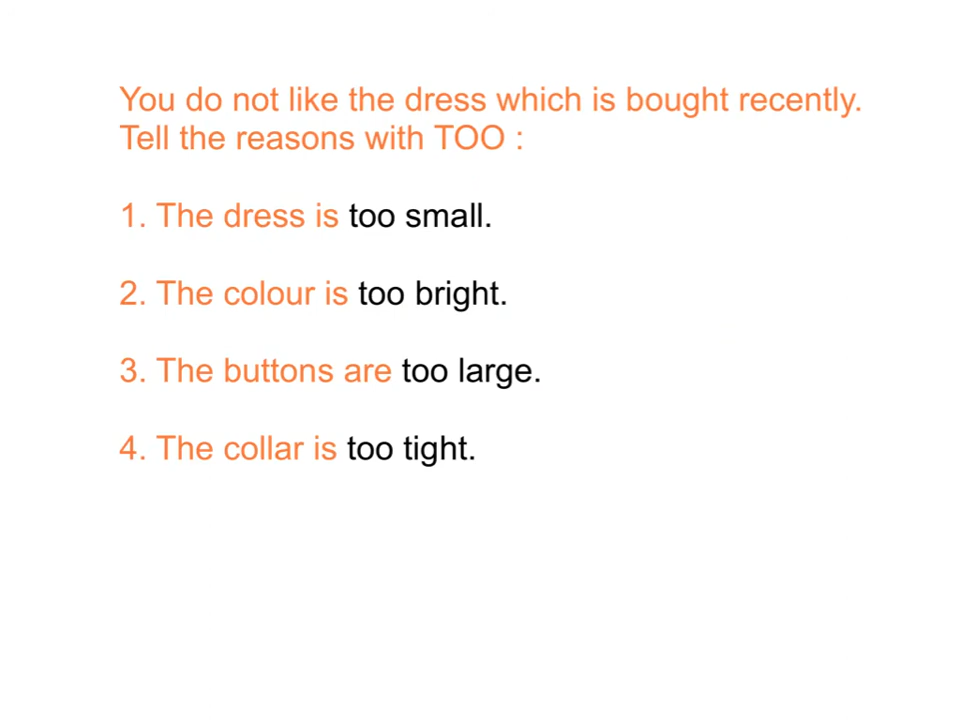 You do not like the dress which is bought recently.
Tell the reasons with TOO :
1. The dress is too small.
2. The colour is too bright.
3. The buttons are too large.
4. The collar is too tight.